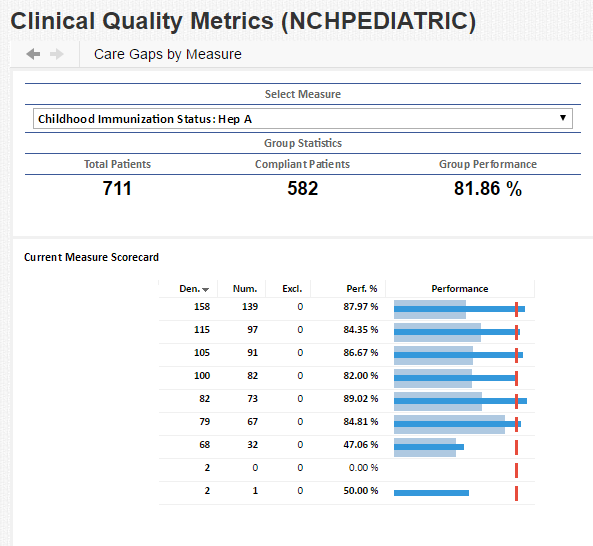 Clinical Quality Metrics (NCHPEDIATRIC)
Care Gaps by Measure
Select Measure
Childhood Immunization Status: Hep A
Group Statistics
Total Patients Compliant Patients Group Performance
711 582 81.86 %
Current Measure Scorecard
Den. Num. Excl. Perf. % Performance
158 139 0 87.97 %
115 97 0 84.35 %
105 91 0 86.67 %
100 82 0 82.00 %
82 73 0 89.02 %
79 67 0 84.81 %
68 32 0 47.06 %
2 0 0 0.00 %
2 1 0 50.00 %